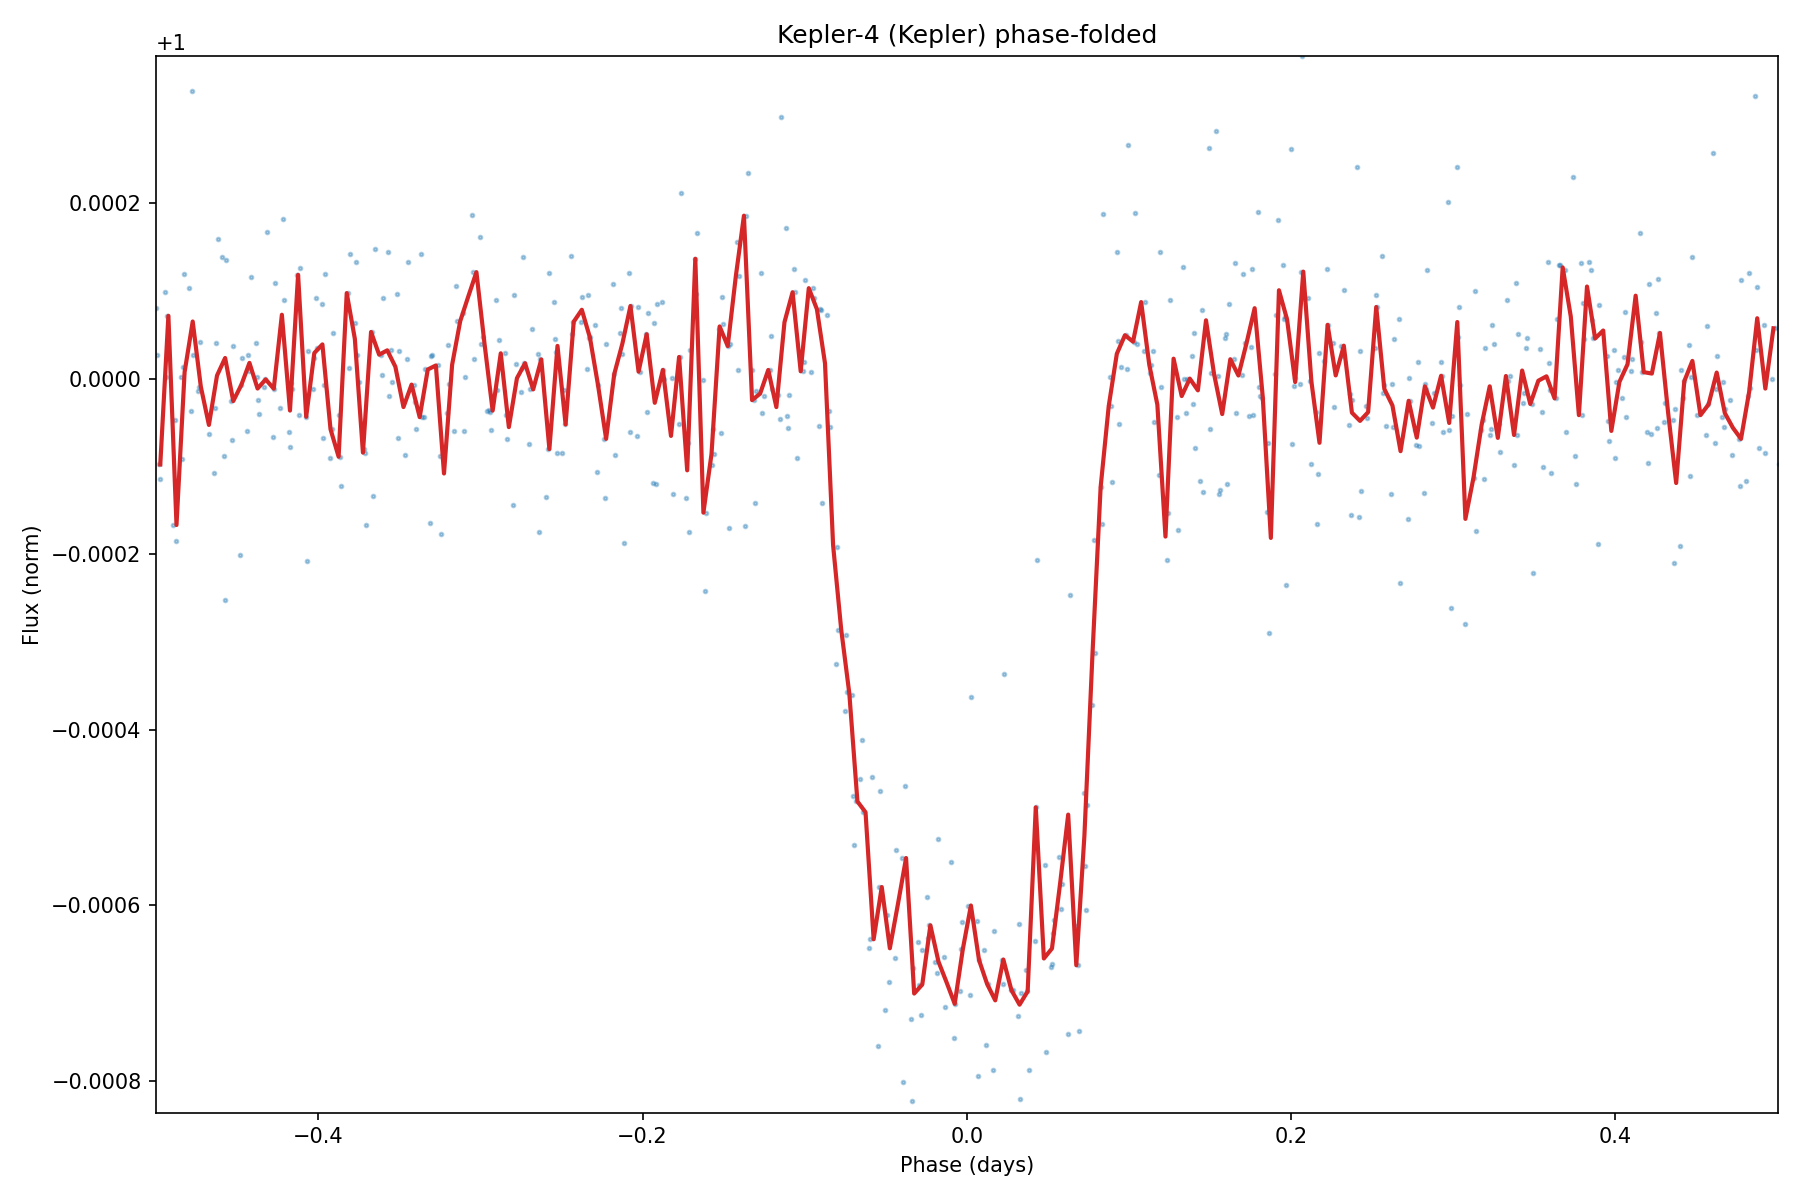 Kepler-4 (Kepler) phase-folded
+1
0.0002
0.0000
−0.0002
−0.0004
−0.0006
−0.0008
Flux (norm)
−0.4 −0.2 0.0 0.2 0.4
Phase (days)